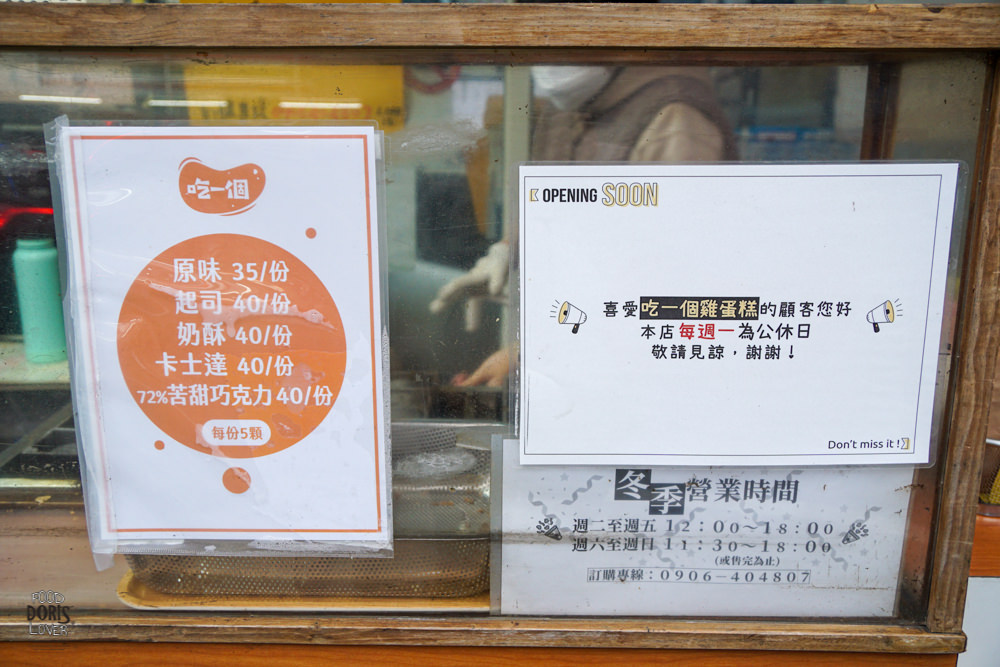 吃一個
原味 35/份
起司 40/份
奶酥 40/份
卡士達 40/份
72%苦甜巧克力 40/份
每份5顆
OPENING SOON
喜愛吃一個雞蛋糕的顧客您好
本店每週一為公休日
敬請見諒，謝謝！
Don't miss it!
冬季營業時間
週二至週五 12：00～18：00
週六至週日 11：30～18：00
(或售完為止)
訂購專線：0906-404807
FOOD
DORIS
LOVER